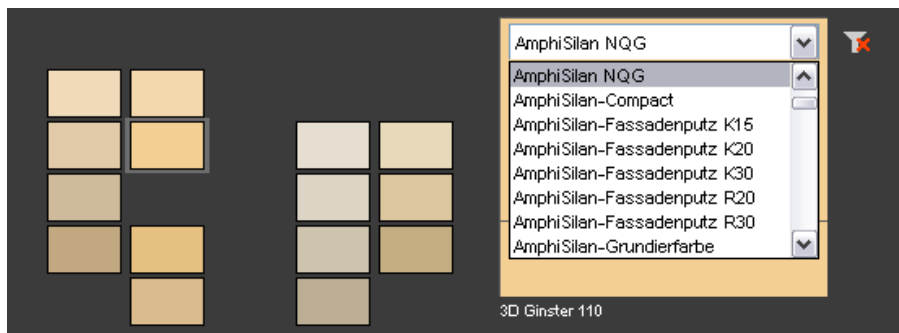 AmphiSilan NQG
AmphiSilan NQG
AmphiSilan-Compact
AmphiSilan-Fassadenputz K15
AmphiSilan-Fassadenputz K20
AmphiSilan-Fassadenputz K30
AmphiSilan-Fassadenputz R20
AmphiSilan-Fassadenputz R30
AmphiSilan-Grundierfarbe
3D Ginster 110